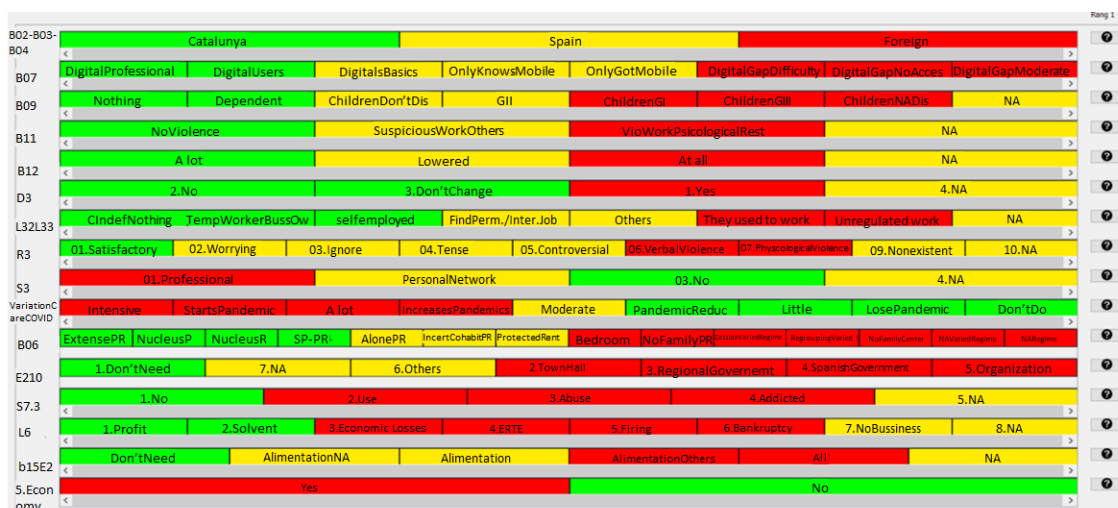 Rang 1
B02-B03-B04 Catalunya Spain Foreign
B07 DigitalProfessional DigitalUsers DigitalsBasics OnlyKnowsMobile OnlyGotMobile DigitalGapDifficulty DigitalGapNoAcces DigitalGapModerate
B09 Nothing Dependent ChildrenDon'tDis GII ChildrenGI ChildrenGIII ChildrenNADis NA
B11 NoViolence SuspiciousWorkOthers VioWorkPsicologicalRest NA
B12 A lot Lowered At all NA
D3 2.No 3.Don'tChange 1.Yes 4.NA
L32L33 CIndefNothing TempWorkerBussOw selfemployed FindPerm./Inter.Job Others They used to work Unregulated work NA
R3 01.Satisfactory 02.Worrying 03.Ignore 04.Tense 05.Controversial 06.VerbalViolence 07.PhyscologicalViolence 09.Nonexistent 10.NA
S3 01.Professional PersonalNetwork 03.No 4.NA
VariationCareCOVID Intensive StartsPandemic A lot IncreasesPandemics Moderate PandemicReduc Little LosePandemic Don'tDo
B06 ExtensePR NucleusP NucleusR SP-PR AlonePR IncertCohabitPR ProtectedRent Bedroom NoFamilyPR NoFamilyCenter NAVariedRegime NARegime
E210 1.Don'tNeed 7.NA 6.Others 2.TownHall 3.RegionalGovernemt 4.SpanishGovernment 5.Organization
S7.3 1.No 2.Use 3.Abuse 4.Addicted 5.NA
L6 1.Profit 2.Solvent 3.Economic Losses 4.ERTE 5.Firing 6.Bankruptcy 7.NoBussiness 8.NA
b15E2 Don'tNeed AlimentationNA Alimentation AlimentationOthers All NA
5.Economy Yes No